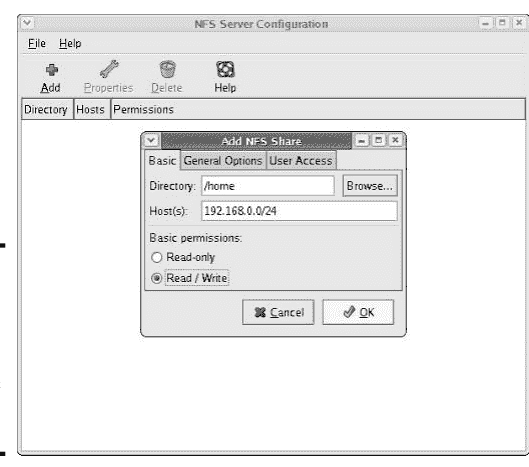 NFS Server Configuration
File Help
Add Properties Delete Help
Directory Hosts Permissions
Add NFS Share
Basic General Options User Access
Directory: /home Browse...
Host(s): 192.168.0.0/24
Basic permissions:
Read-only
Read / Write
Cancel OK